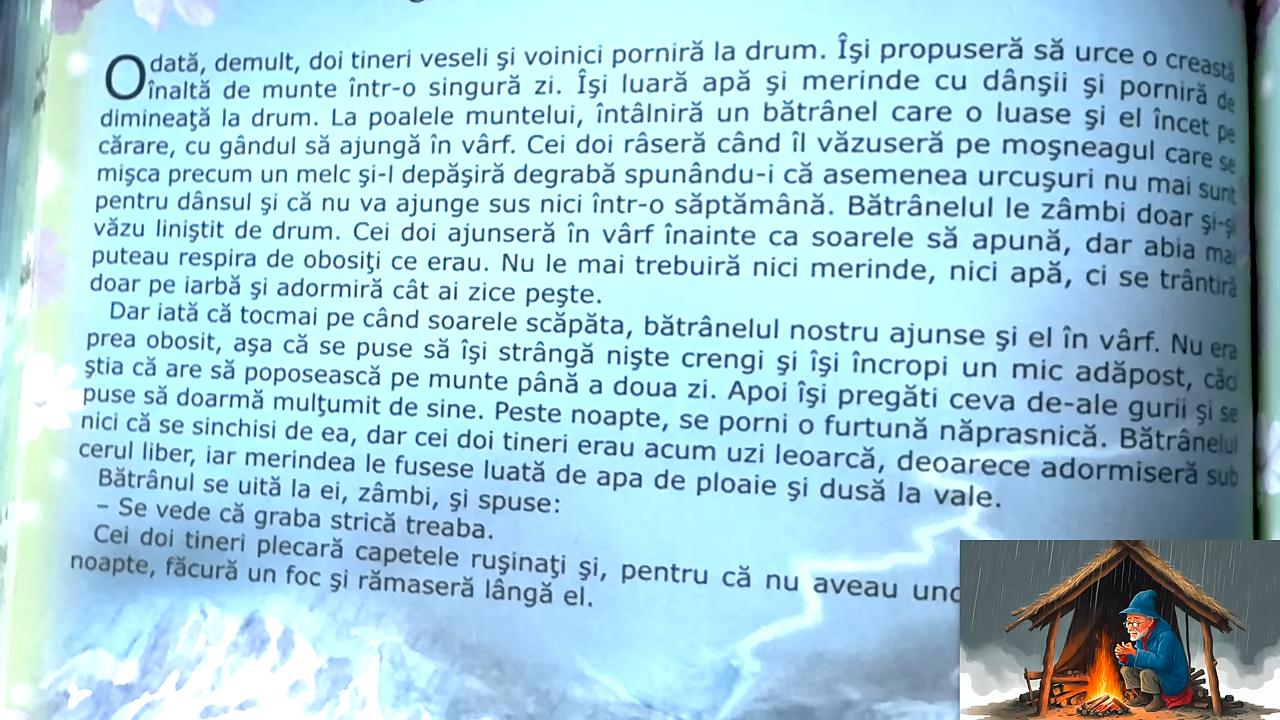 Odată, demult, doi tineri veseli şi voinici porniră la drum. Îşi propuseră să urce o creastă
înaltă de munte într-o singură zi. Îşi luară apă şi merinde cu dânşii şi porniră de
dimineaţă la drum. La poalele muntelui, întâlniră un bătrânel care o luase şi el încet pe
cărare, cu gândul să ajungă în vârf. Cei doi râseră când îl văzuseră pe moşneagul care se
mişca precum un melc şi-l depăşiră degrabă spunându-i că asemenea urcuşuri nu mai sunt
pentru dânsul şi că nu va ajunge sus nici într-o săptămână. Bătrânelul le zâmbi doar şi-şi
văzu liniştit de drum. Cei doi ajunseră în vârf înainte ca soarele să apună, dar abia mai
puteau respira de obosiţi ce erau. Nu le mai trebuiră nici merinde, nici apă, ci se trântiră
doar pe iarbă şi adormiră cât ai zice peşte.
Dar iată că tocmai pe când soarele scăpăta, bătrânelul nostru ajunse şi el în vârf. Nu era
prea obosit, aşa că se puse să îşi strângă nişte crengi şi îşi încropi un mic adăpost, căci
ştia că are să poposească pe munte până a doua zi. Apoi îşi pregăti ceva de-ale gurii şi se
puse să doarmă mulţumit de sine. Peste noapte, se porni o furtună năprasnică. Bătrânelul
nici că se sinchisi de ea, dar cei doi tineri erau acum uzi leoarcă, deoarece adormiseră sub
cerul liber, iar merindea le fusese luată de apa de ploaie şi dusă la vale.
Bătrânul se uită la ei, zâmbi, şi spuse:
– Se vede că graba strică treaba.
Cei doi tineri plecară capetele ruşinaţi şi, pentru că nu aveau
noapte, făcură un foc şi rămaseră lângă el.